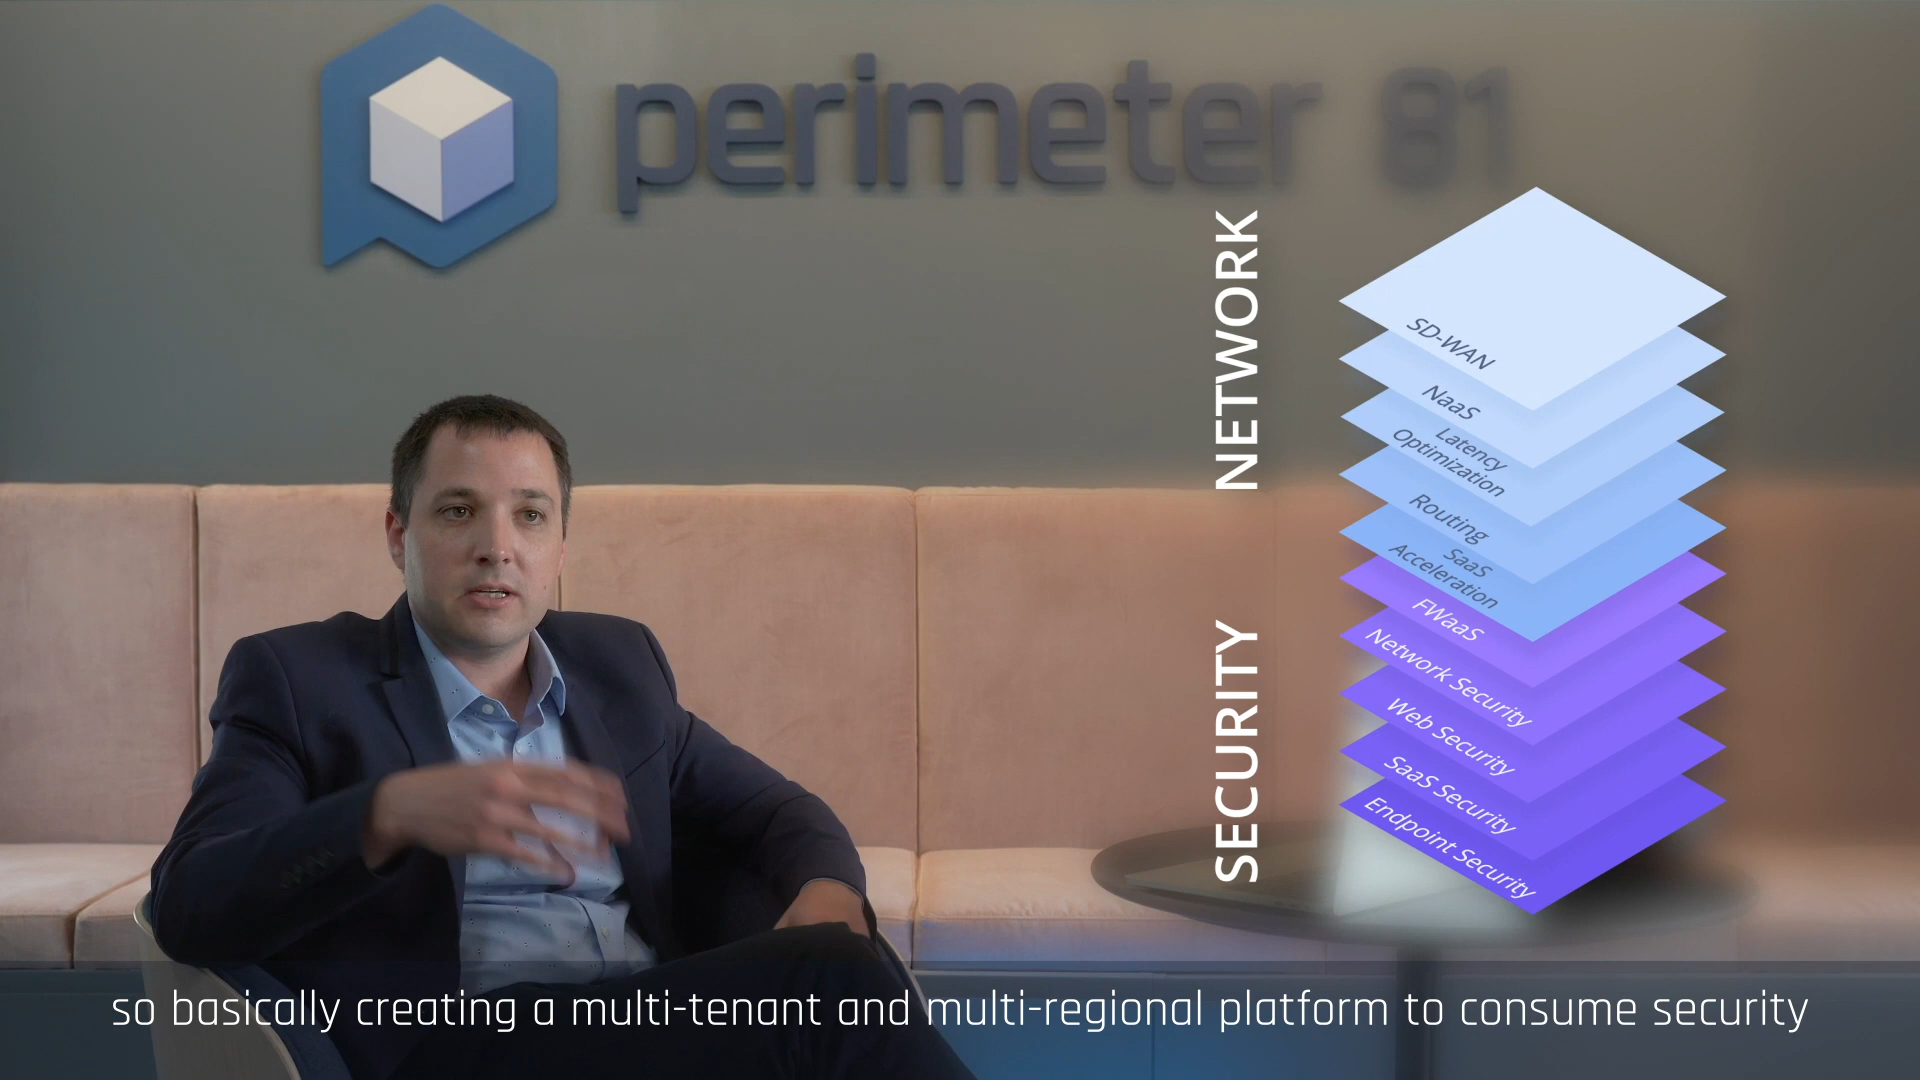 perimeter 81
NETWORK
SD-WAN
NaaS
Latency
Optimization
Routing
SaaS
Acceleration
SECURITY
FWaaS
Network Security
Web Security
SaaS Security
Endpoint Security
so basically creating a multi-tenant and multi-regional platform to consume security